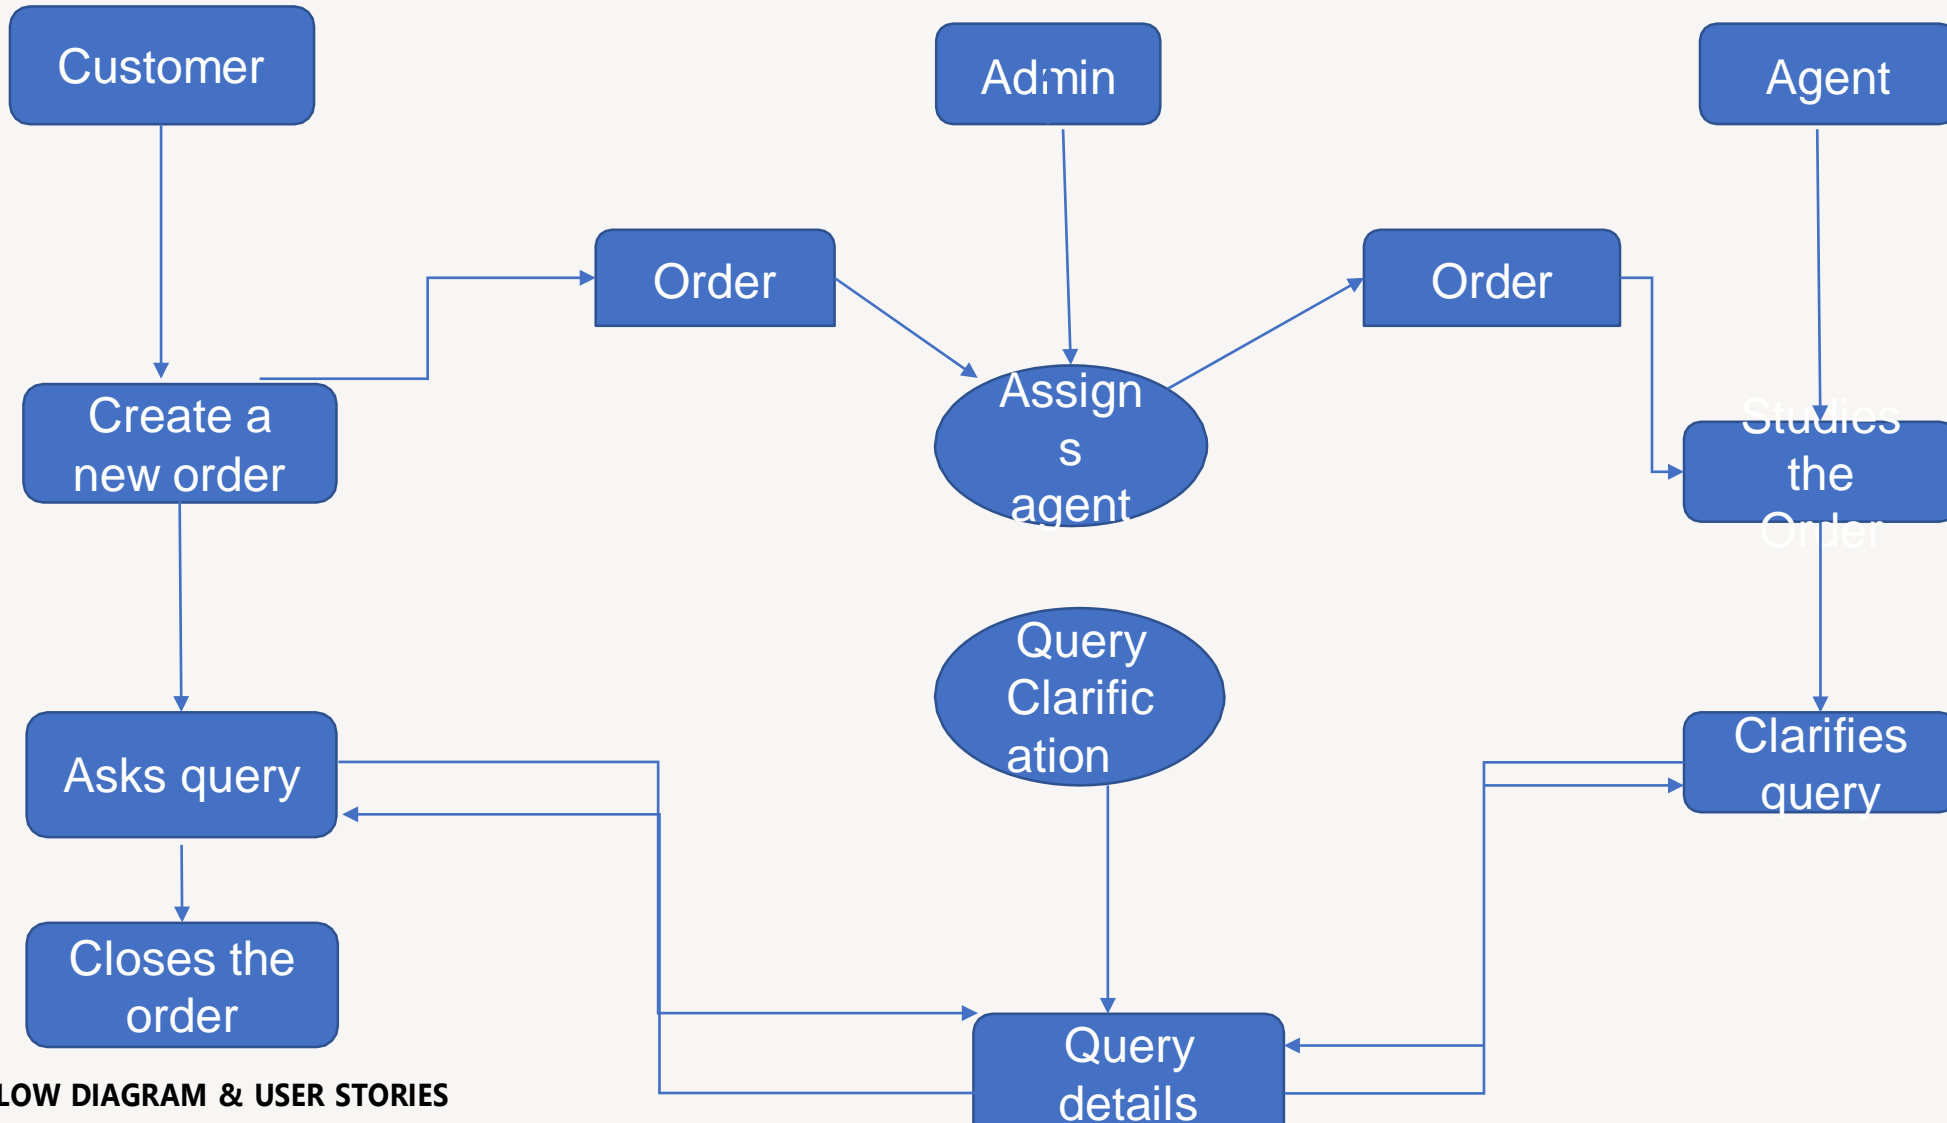 Customer
Admin
Agent
Order
Order
Create a
new order
Assign
s
agent
Studies
the
Order
Query
Clarific
ation
Asks query
Clarifies
query
Closes the
order
Query
details
LOW DIAGRAM & USER STORIES